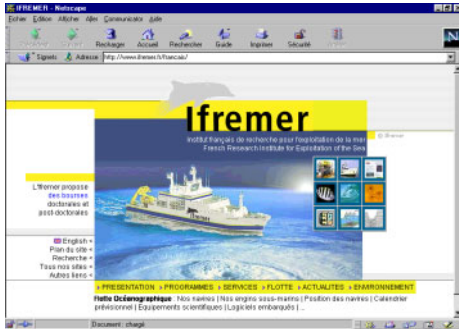 IFREMER - Netscape
Fichier Edition Afficher Aller Communicator Aide
Recharger Accueil Rechercher Guide Imprimer Sécurité
Signets Adresse http://www.ifremer.fr/francais/
Ifremer
Institut français de recherche pour l'exploitation de la mer
French Research Institute for Exploitation of the Sea
© Ifremer
L'Ifremer propose
des bourses
doctorales et
post-doctorales
English
Plan du site
Recherche
Tous nos sites
Autres liens
PRESENTATION PROGRAMMES SERVICES FLOTTE ACTUALITES ENVIRONNEMENT
Flotte Océanographique : Nos navires | Nos engins sous-marins | Position des navires | Calendrier
prévisionnel | Equipements scientifiques | Logiciels embarqués | ...
Document : chargé